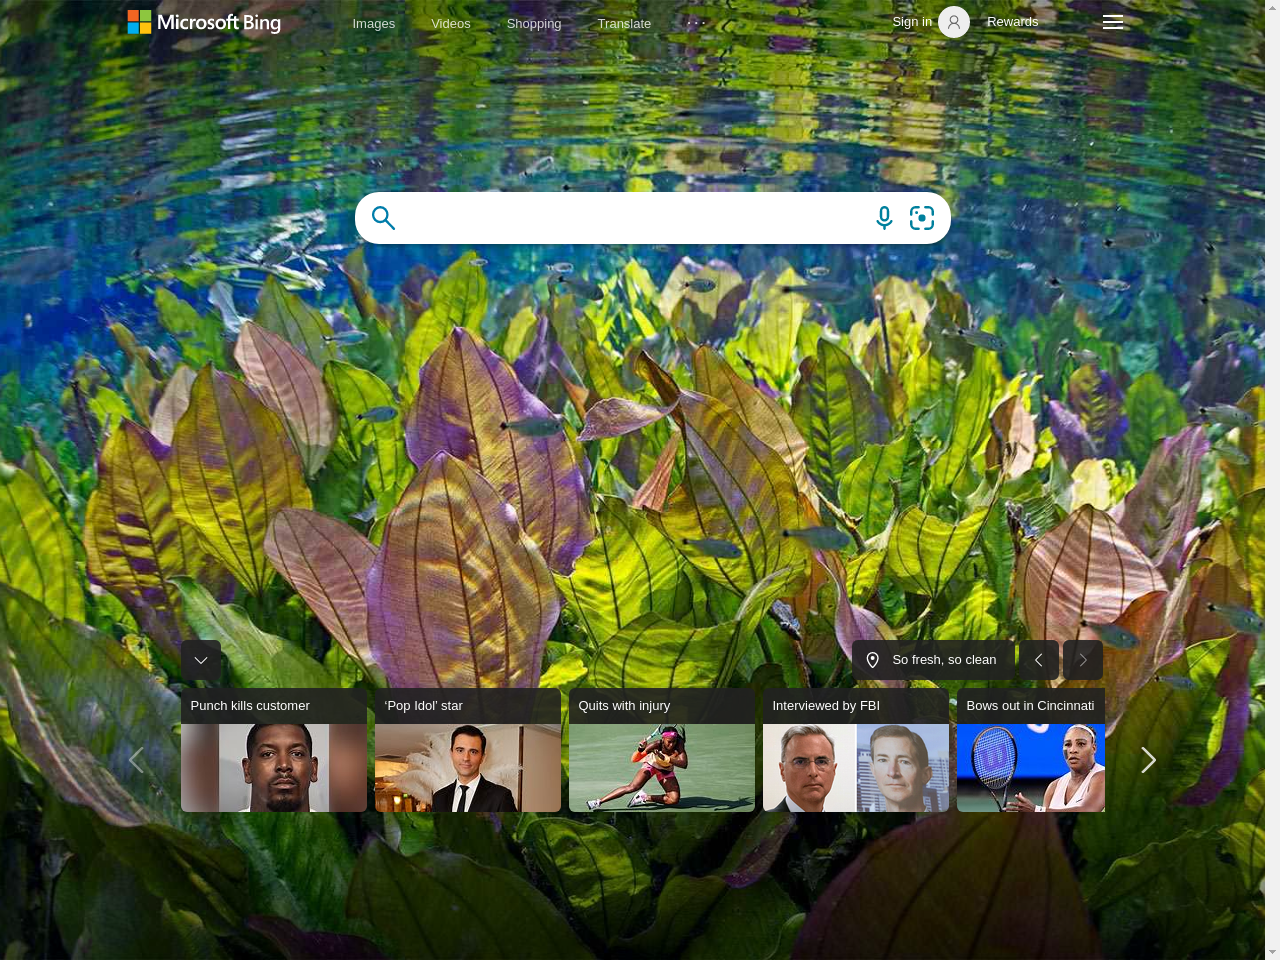 Microsoft Bing
Images
Videos
Shopping
Translate
Sign in
Rewards
So fresh, so clean
Punch kills customer
'Pop Idol' star
Quits with injury
Interviewed by FBI
Bows out in Cincinnati